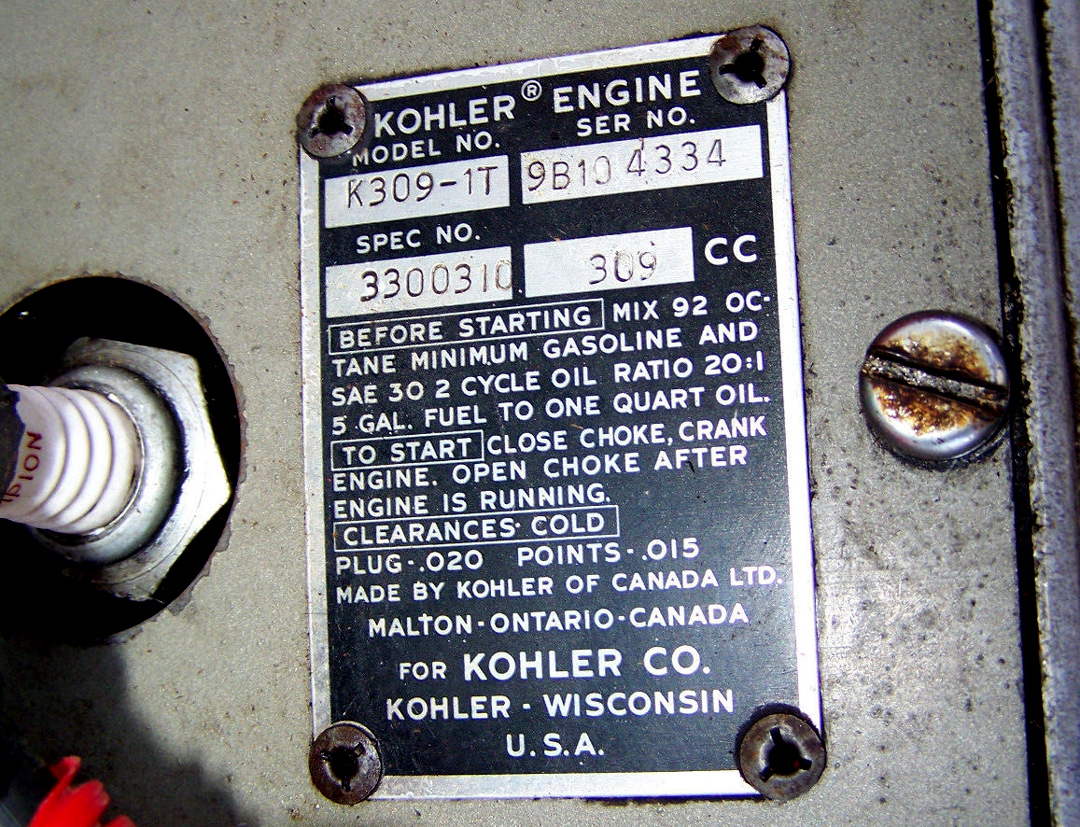 KOHLER® ENGINE
MODEL NO. SER NO.
K309-1T 9B10 4334
SPEC NO.
3300310 309 CC
BEFORE STARTING MIX 92 OC-
TANE MINIMUM GASOLINE AND
SAE 30 2 CYCLE OIL RATIO 20:1
5 GAL. FUEL TO ONE QUART OIL.
TO START CLOSE CHOKE, CRANK
ENGINE. OPEN CHOKE AFTER
ENGINE IS RUNNING.
CLEARANCES COLD
PLUG-.020 POINTS-.015
MADE BY KOHLER OF CANADA LTD.
MALTON-ONTARIO-CANADA
FOR KOHLER CO.
KOHLER - WISCONSIN
U.S.A.